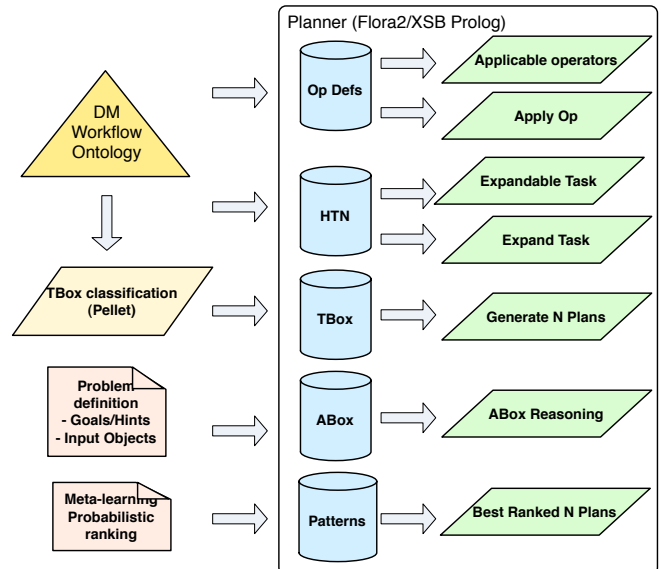 Planner (Flora2/XSB Prolog)
DM
Workflow
Ontology
Op Defs
Applicable operators
Apply Op
HTN
Expandable Task
Expand Task
TBox classification
(Pellet)
TBox
Generate N Plans
Problem
definition
- Goals/Hints
- Input Objects
ABox
ABox Reasoning
Meta-learning
Probabilistic
ranking
Patterns
Best Ranked N Plans